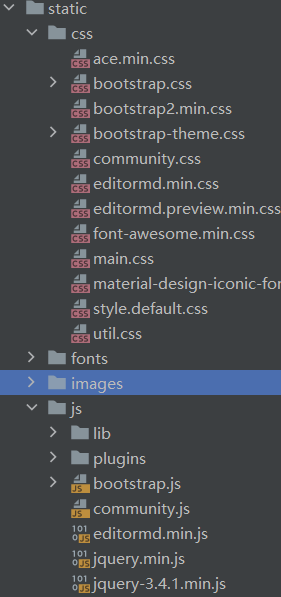 static
css
ace.min.css
bootstrap.css
bootstrap2.min.css
bootstrap-theme.css
community.css
editormd.min.css
editormd.preview.min.css
font-awesome.min.css
main.css
material-design-iconic-fo
style.default.css
util.css
fonts
images
js
lib
plugins
bootstrap.js
community.js
editormd.min.js
jquery.min.js
jquery-3.4.1.min.js